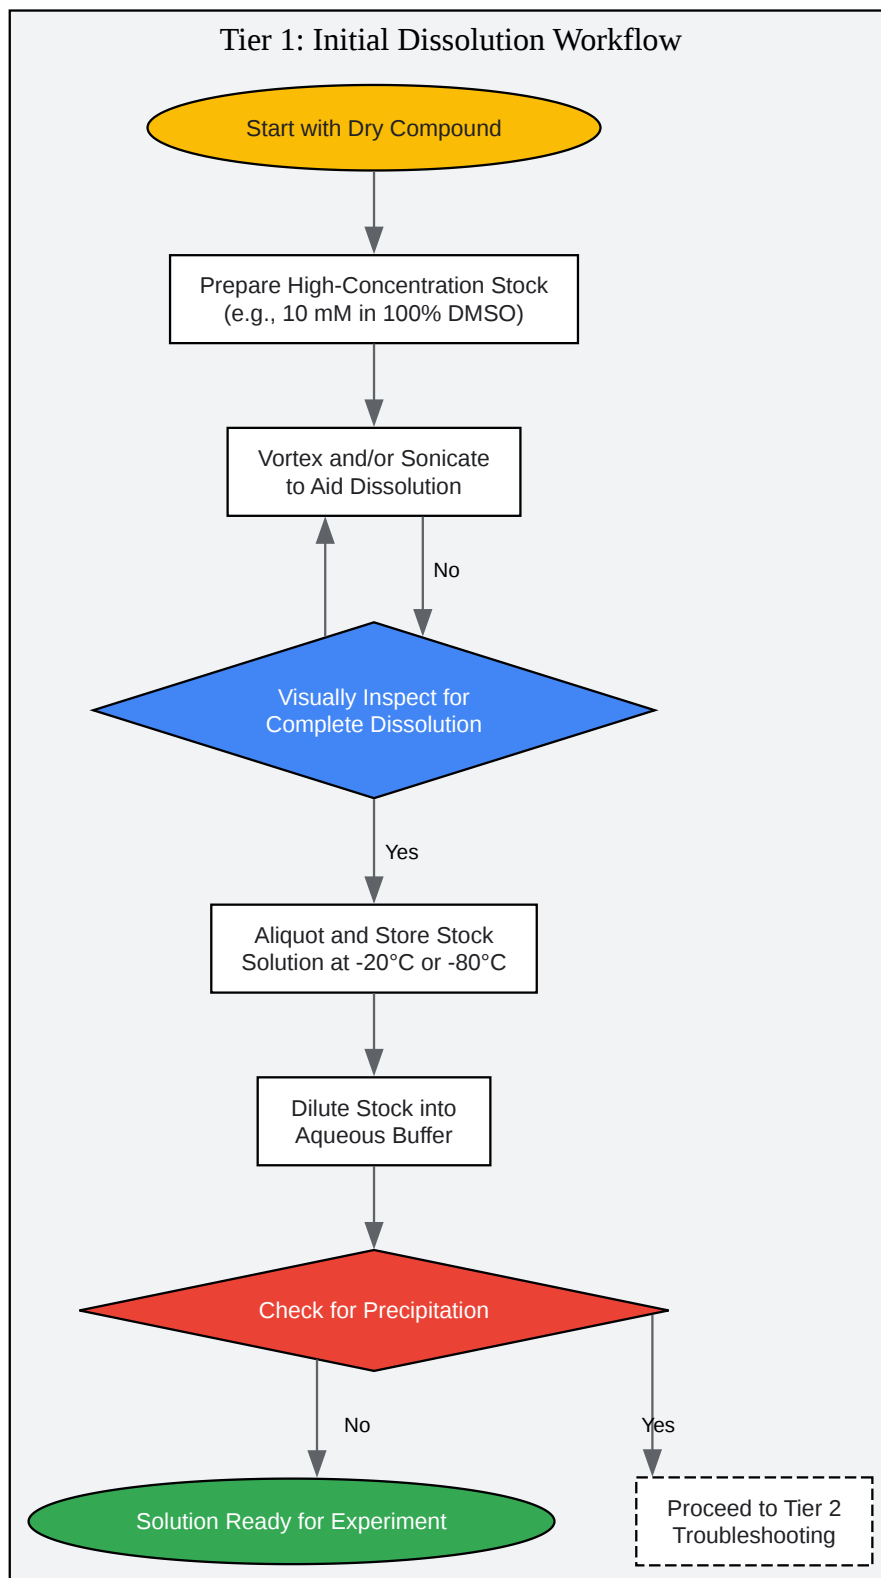 Tier 1: Initial Dissolution Workflow
Start with Dry Compound
Prepare High-Concentration Stock
(e.g., 10 mM in 100% DMSO)
Vortex and/or Sonicate
to Aid Dissolution
No
Visually Inspect for
Complete Dissolution
Yes
Aliquot and Store Stock
Solution at -20°C or -80°C
Dilute Stock into
Aqueous Buffer
Check for Precipitation
No
Yes
Solution Ready for Experiment
Proceed to Tier 2
Troubleshooting